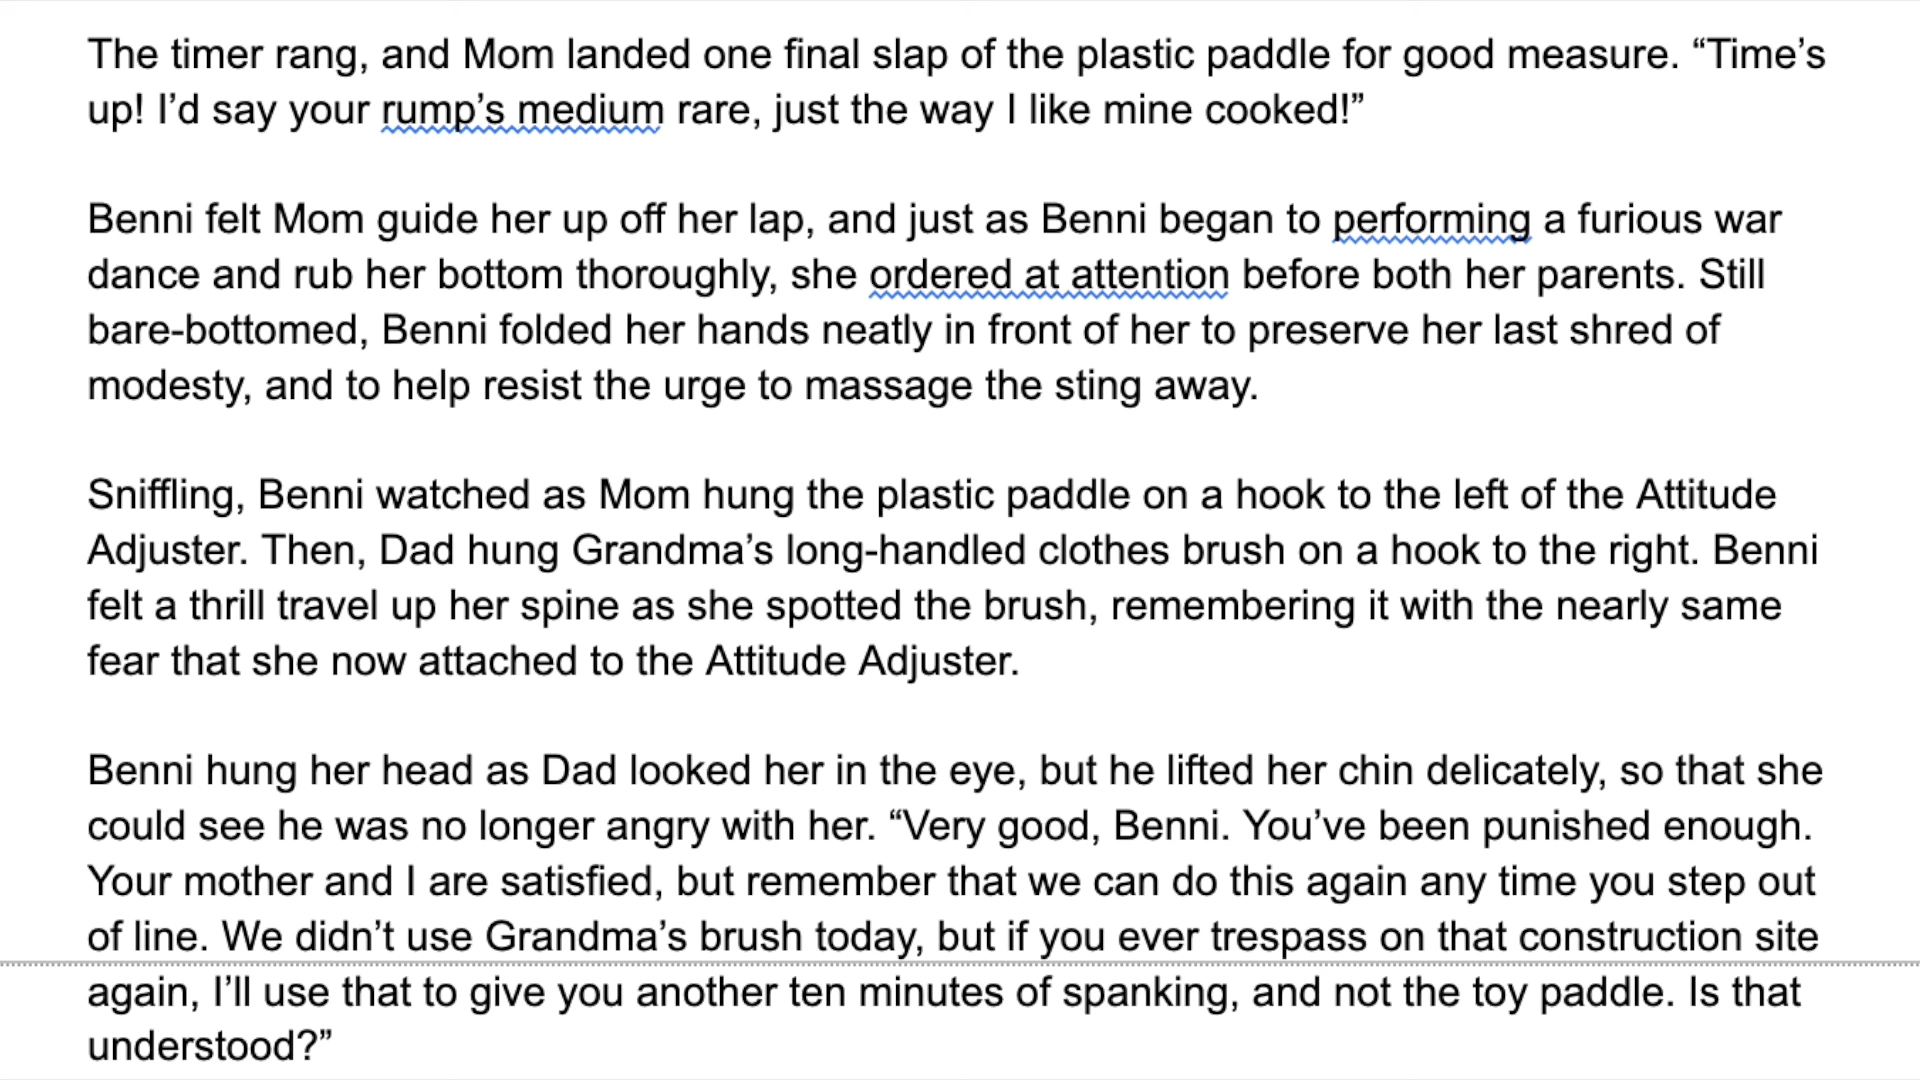 The timer rang, and Mom landed one final slap of the plastic paddle for good measure. “Time’s
up! I’d say your rump’s medium rare, just the way I like mine cooked!”
Benni felt Mom guide her up off her lap, and just as Benni began to performing a furious war
dance and rub her bottom thoroughly, she ordered at attention before both her parents. Still
bare-bottomed, Benni folded her hands neatly in front of her to preserve her last shred of
modesty, and to help resist the urge to massage the sting away.
Sniffling, Benni watched as Mom hung the plastic paddle on a hook to the left of the Attitude
Adjuster. Then, Dad hung Grandma’s long-handled clothes brush on a hook to the right. Benni
felt a thrill travel up her spine as she spotted the brush, remembering it with the nearly same
fear that she now attached to the Attitude Adjuster.
Benni hung her head as Dad looked her in the eye, but he lifted her chin delicately, so that she
could see he was no longer angry with her. “Very good, Benni. You’ve been punished enough.
Your mother and I are satisfied, but remember that we can do this again any time you step out
of line. We didn’t use Grandma’s brush today, but if you ever trespass on that construction site
again, I’ll use that to give you another ten minutes of spanking, and not the toy paddle. Is that
understood?”